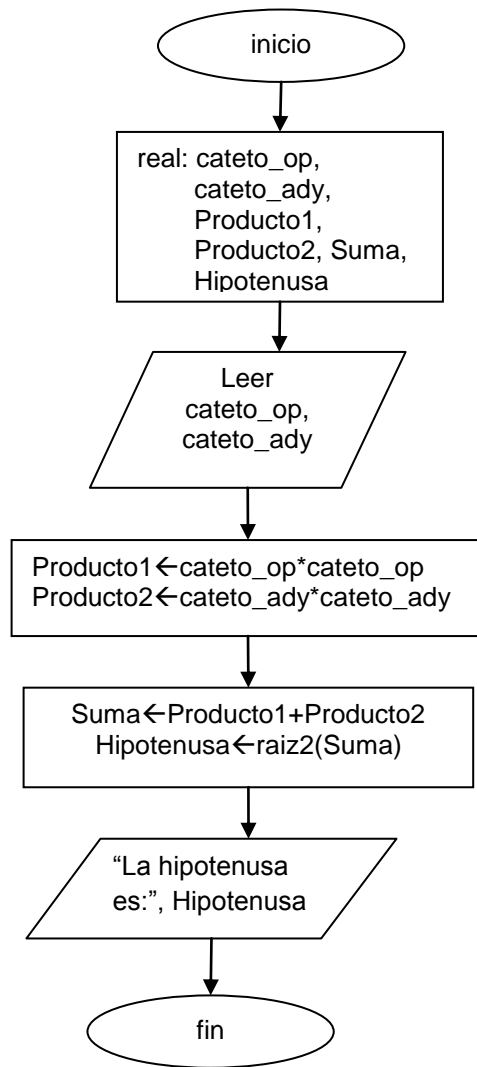 inicio
real: cateto_op,
cateto_ady,
Producto1,
Producto2, Suma,
Hipotenusa
Leer
cateto_op,
cateto_ady
Producto1←cateto_op*cateto_op
Producto2←cateto_ady*cateto_ady
Suma←Producto1+Producto2
Hipotenusa←raiz2(Suma)
“La hipotenusa
es:”, Hipotenusa
fin